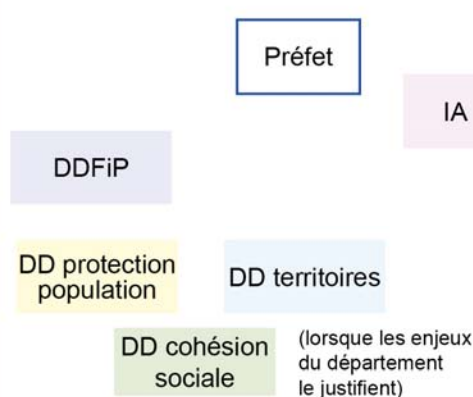 Préfet
IA
DDFiP
DD protection
population
DD territoires
DD cohésion
sociale
(lorsque les enjeux
du département
le justifient)